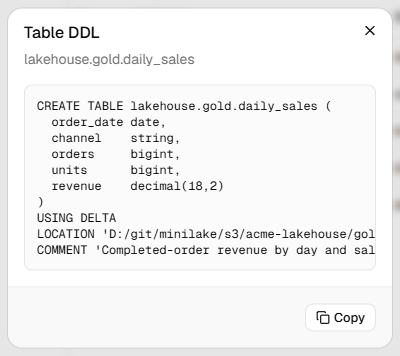 Table DDL
lakehouse.gold.daily_sales
CREATE TABLE lakehouse.gold.daily_sales (
  order_date date,
  channel    string,
  orders     bigint,
  units      bigint,
  revenue    decimal(18,2)
)
USING DELTA
LOCATION 'D:/git/minilake/s3/acme-lakehouse/gol
COMMENT 'Completed-order revenue by day and sal
Copy